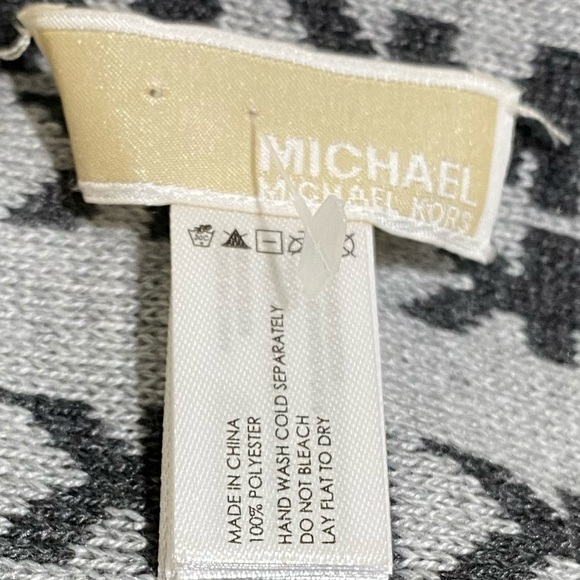 MICHAEL
MICHAEL KORS
MADE IN CHINA
100% POLYESTER
HAND WASH COLD SEPARATELY
DO NOT BLEACH
LAY FLAT TO DRY